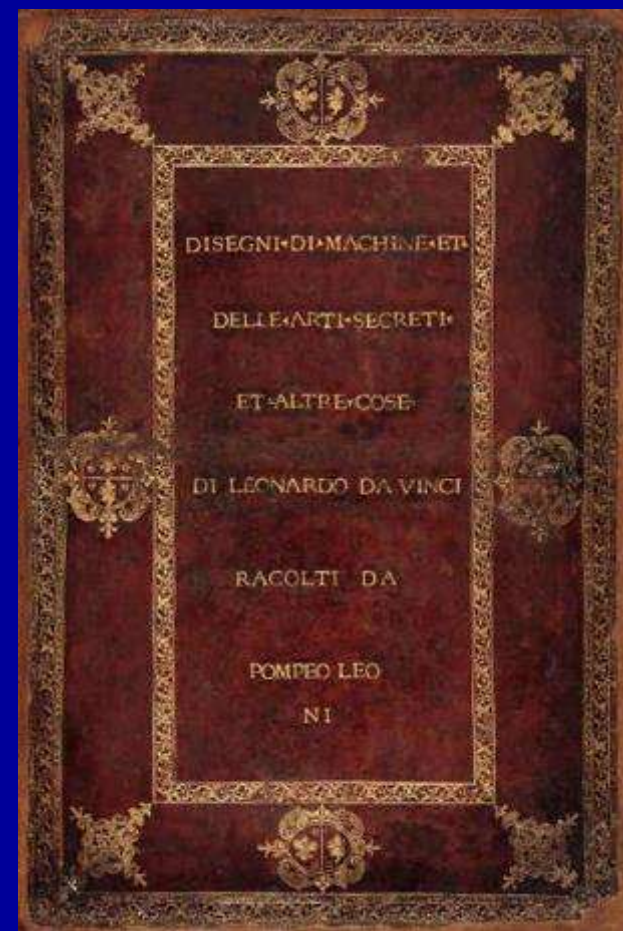 DISEGNI•DI•MACHINE•ET•
DELLE•ARTI•SECRETI•
ET•ALTRE•COSE•
DI LEONARDO DA VINCI
RACOLTI DA
POMPEO LEO
NI